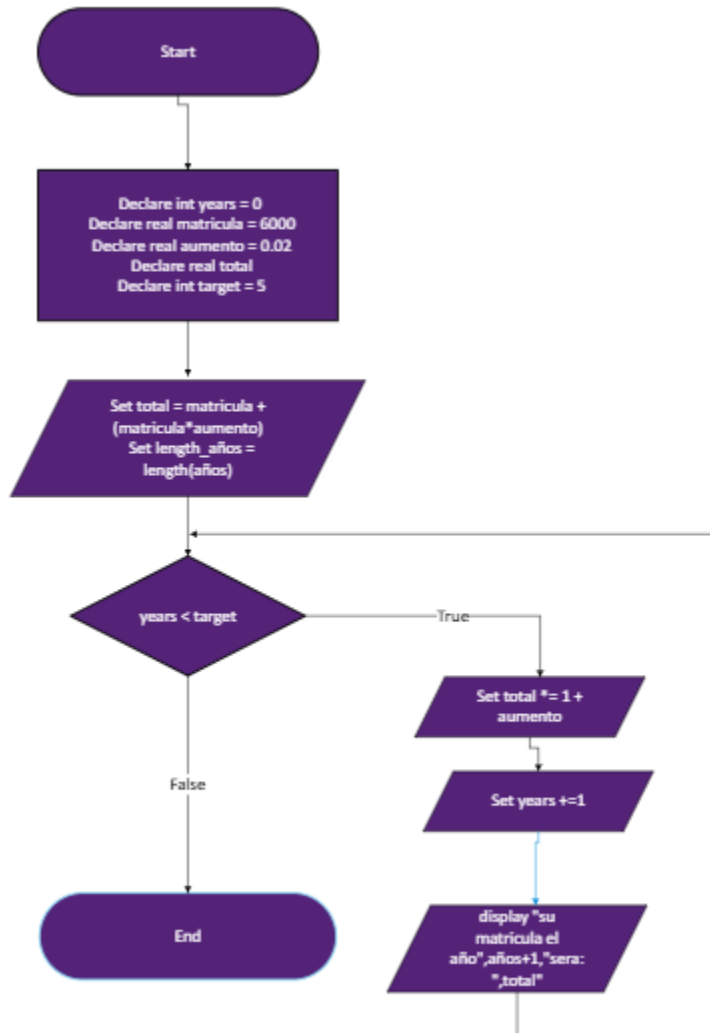 Start
Declare int years = 0
Declare real matricula = 6000
Declare real aumento = 0.02
Declare real total
Declare int target = 5
Set total = matricula +
(matricula*aumento)
Set length_años =
length(años)
years < target
True
Set total *= 1 +
aumento
Set years +=1
display "su
matricula el
año",años+1,"sera:
",total"
False
End